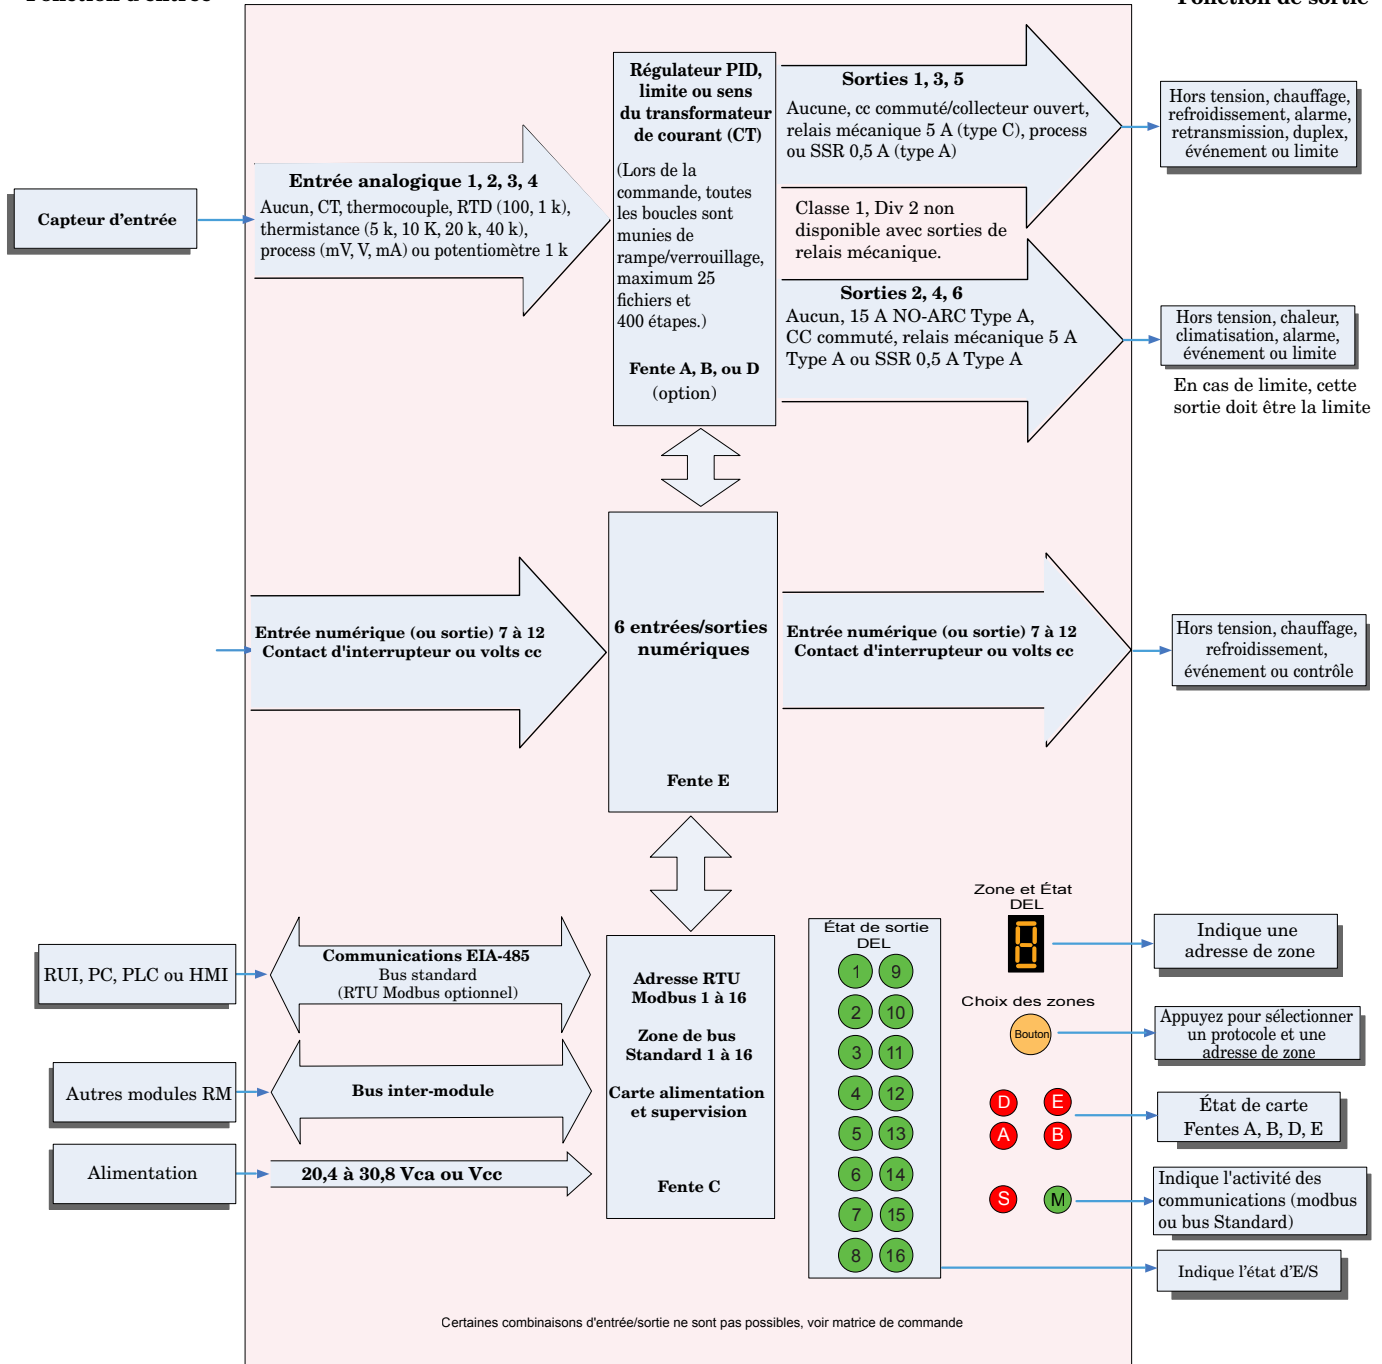 Fonction d'entrée
Fonction de sortie
Régulateur PID,
limite ou sens
du transformateur
de courant (CT)
(Lors de la
commande, toutes
les boucles sont
munies de
rampe/verrouillage,
maximum 25
fichiers et
400 étapes.)
Fente A, B, ou D
(option)
Sorties 1, 3, 5
Aucune, cc commuté/collecteur ouvert,
relais mécanique 5 A (type C), process
ou SSR 0,5 A (type A)
Hors tension, chauffage,
refroidissement, alarme,
retransmission, duplex,
événement ou limite
Capteur d'entrée
Entrée analogique 1, 2, 3, 4
Aucun, CT, thermocouple, RTD (100, 1 k),
thermistance (5 k, 10 K, 20 k, 40 k),
process (mV, V, mA) ou potentiomètre 1 k
Classe 1, Div 2 non
disponible avec sorties de
relais mécanique.
Sorties 2, 4, 6
Aucun, 15 A NO-ARC Type A,
CC commuté, relais mécanique 5 A
Type A ou SSR 0,5 A Type A
Hors tension, chaleur,
climatisation, alarme,
événement ou limite
En cas de limite, cette
sortie doit être la limite
Entrée numérique (ou sortie) 7 à 12
Contact d'interrupteur ou volts cc
6 entrées/sorties
numériques
Fente E
Entrée numérique (ou sortie) 7 à 12
Contact d'interrupteur ou volts cc
Hors tension, chauffage,
refroidissement,
événement ou contrôle
RUI, PC, PLC ou HMI
Communications EIA-485
Bus standard
(RTU Modbus optionnel)
Autres modules RM
Bus inter-module
Alimentation
20,4 à 30,8 Vca ou Vcc
Adresse RTU
Modbus 1 à 16
Zone de bus
Standard 1 à 16
Carte alimentation
et supervision
Fente C
État de sortie
DEL
1 9
2 10
3 11
4 12
5 13
6 14
7 15
8 16
Zone et État
DEL
8
Choix des zones
Bouton
D E
A B
S M
Indique une
adresse de zone
Appuyez pour sélectionner
un protocole et une
adresse de zone
État de carte
Fentes A, B, D, E
Indique l'activité des
communications (modbus
ou bus Standard)
Indique l'état d'E/S
Certaines combinaisons d'entrée/sortie ne sont pas possibles, voir matrice de commande